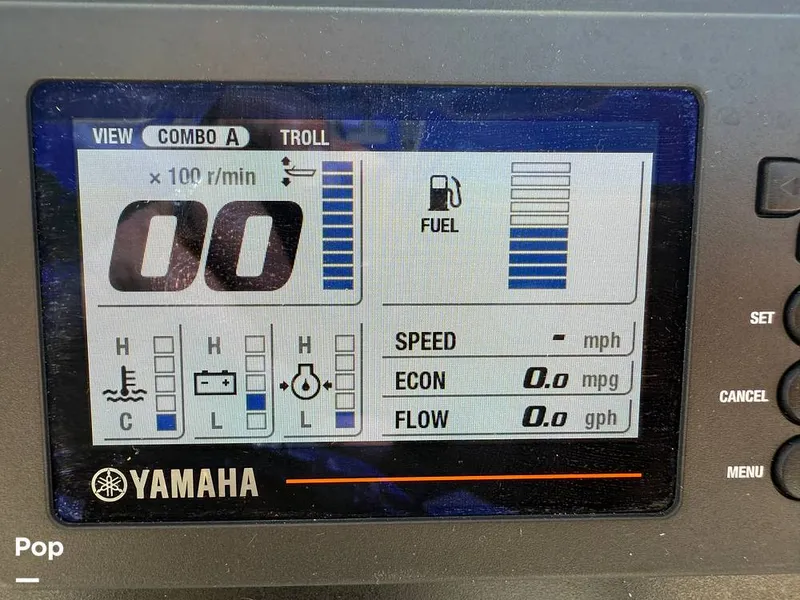 VIEW COMBO A TROLL
× 100 r/min
00
FUEL
H H H
C L L
SPEED - mph
ECON 0.0 mpg
FLOW 0.0 gph
SET
CANCEL
MENU
YAMAHA
Pop